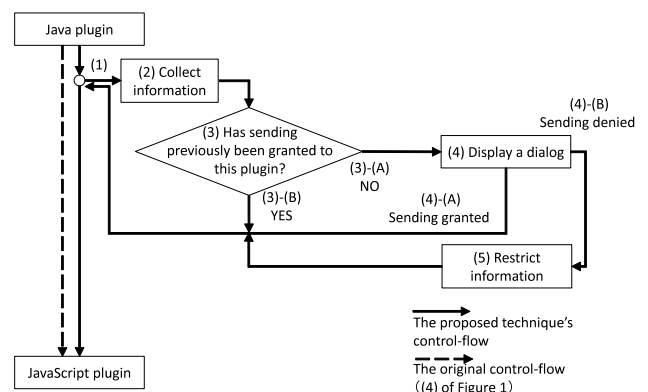 Java plugin
(1)
(2) Collect
information
(3) Has sending
previously been granted to
this plugin?
(3)-(A)
NO
(3)-(B)
YES
(4) Display a dialog
(4)-(B)
Sending denied
(4)-(A)
Sending granted
(5) Restrict
information
The proposed technique's
control-flow
The original control-flow
((4) of Figure 1)
JavaScript plugin